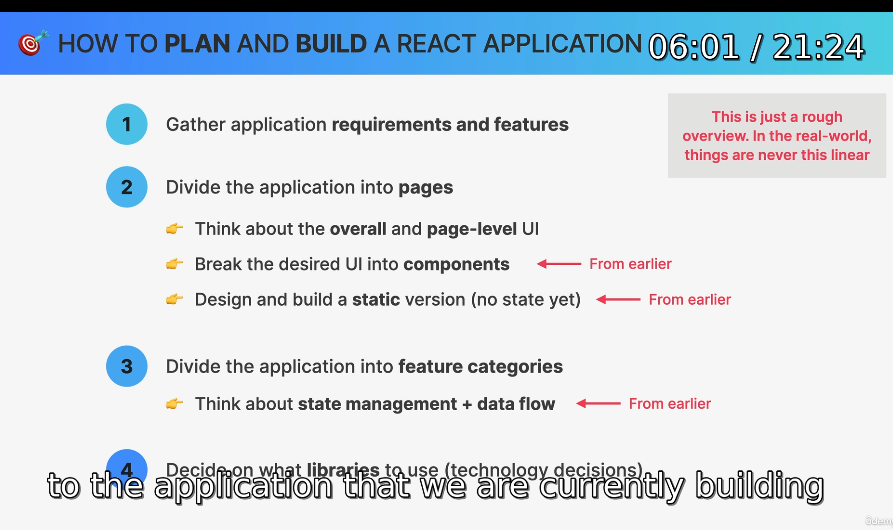 HOW TO PLAN AND BUILD A REACT APPLICATION
06:01 / 21:24
This is just a rough
overview. In the real-world,
things are never this linear
1 Gather application requirements and features
2 Divide the application into pages
Think about the overall and page-level UI
Break the desired UI into components
From earlier
Design and build a static version (no state yet)
From earlier
3 Divide the application into feature categories
Think about state management + data flow
From earlier
4 Decide on what libraries to use (technology decisions)
to the application that we are currently building